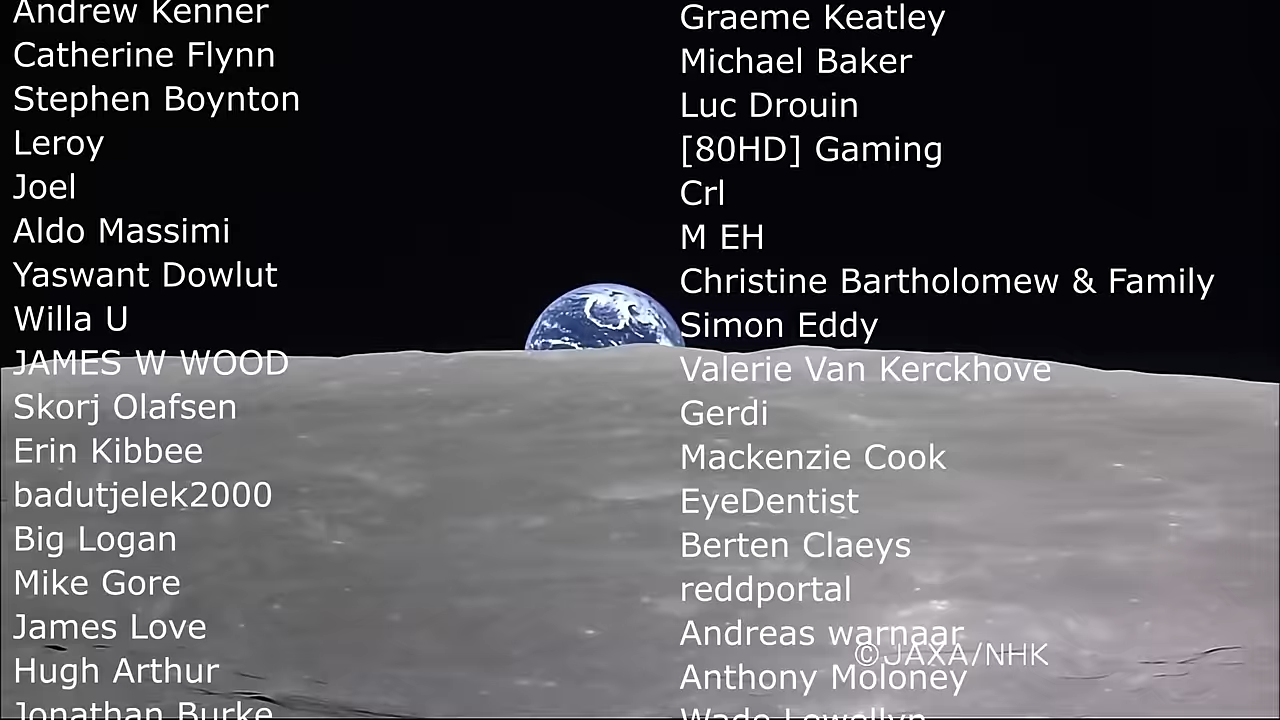 Andrew Kenner
Catherine Flynn
Stephen Boynton
Leroy
Joel
Aldo Massimi
Yaswant Dowlut
Willa U
JAMES W WOOD
Skorj Olafsen
Erin Kibbee
badutjelek2000
Big Logan
Mike Gore
James Love
Hugh Arthur
Jonathan Burke
Graeme Keatley
Michael Baker
Luc Drouin
[80HD] Gaming
Crl
M EH
Christine Bartholomew & Family
Simon Eddy
Valerie Van Kerckhove
Gerdi
Mackenzie Cook
EyeDentist
Berten Claeys
reddportal
Andreas warnaar
©JAXA/NHK
Anthony Moloney
Wade Lewellyn